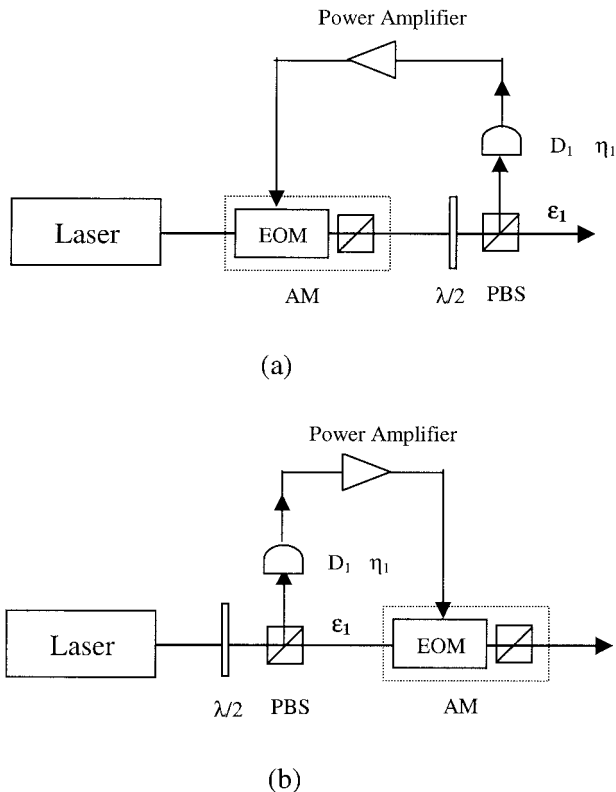 Power Amplifier
D₁ η₁
ε₁
Laser
EOM
AM
λ/2 PBS
(a)
Power Amplifier
D₁ η₁
ε₁
Laser
EOM
λ/2 PBS
AM
(b)